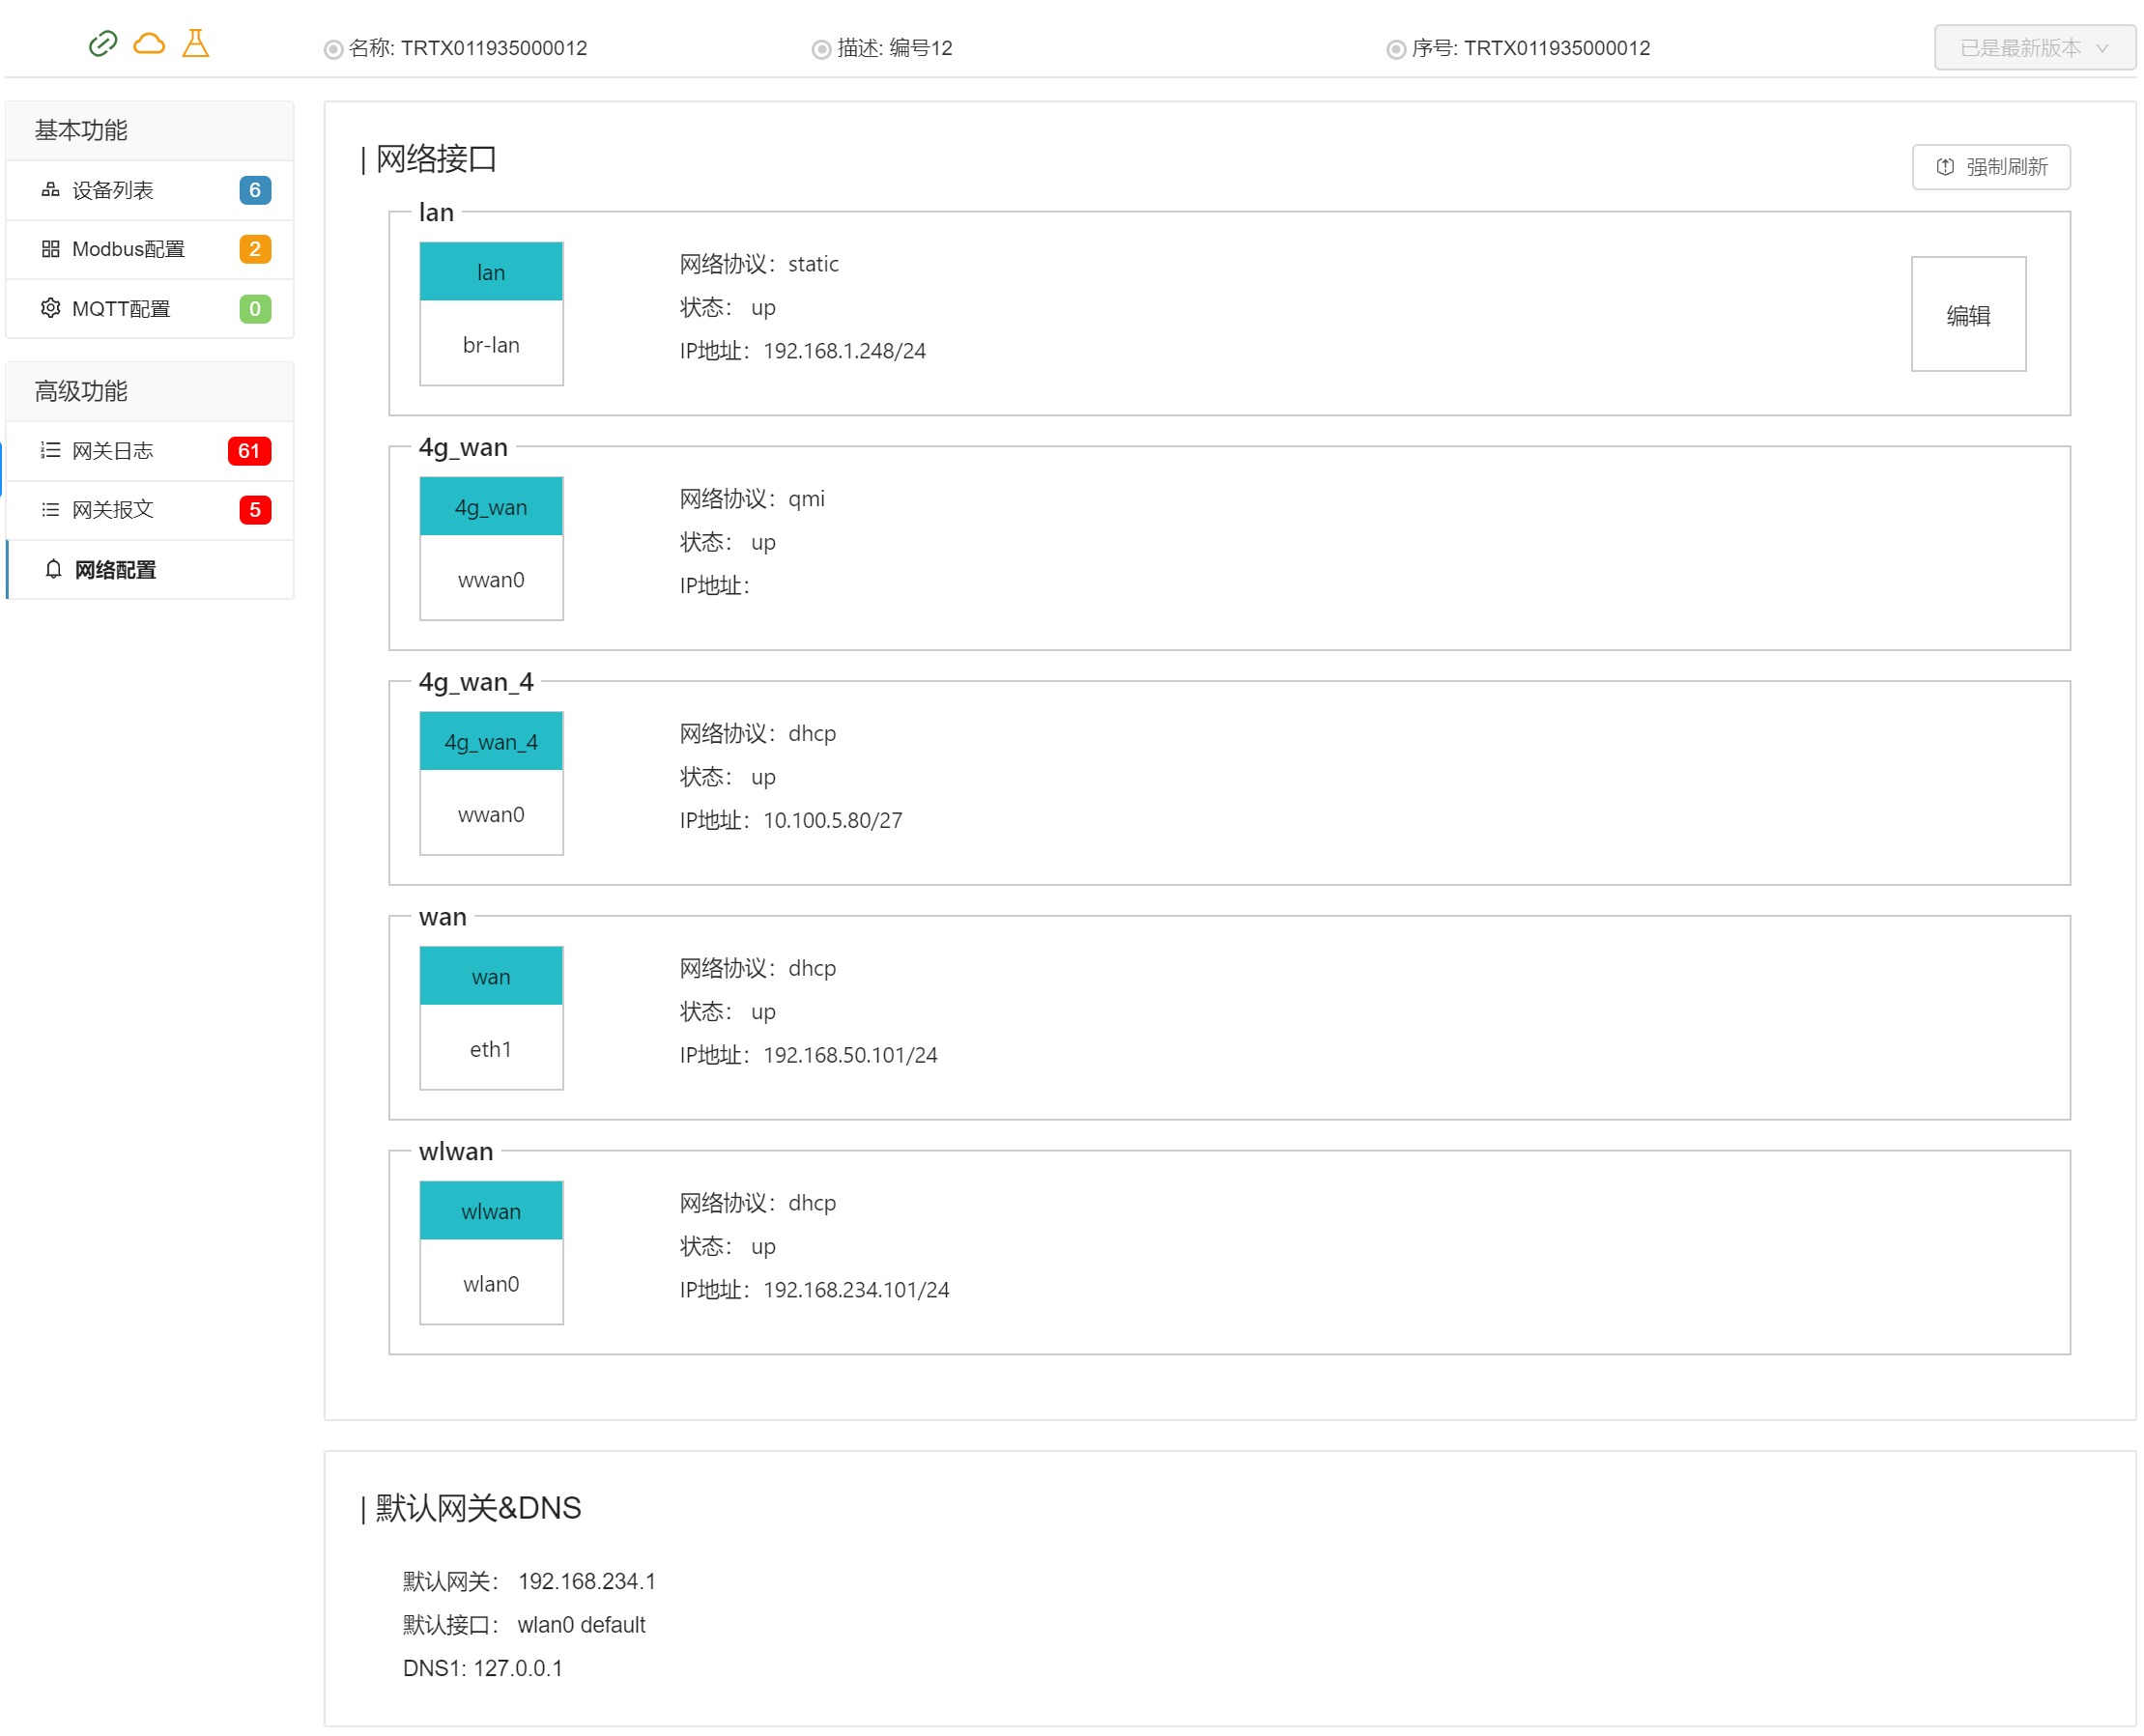 名称: TRTX011935000012
描述: 编号12
序号: TRTX011935000012
已是最新版本
基本功能
设备列表 6
Modbus配置 2
MQTT配置 0
高级功能
网关日志 61
网关报文 5
网络配置
| 网络接口
强制刷新
lan
lan
br-lan
网络协议：static
状态： up
IP地址：192.168.1.248/24
编辑
4g_wan
4g_wan
wwan0
网络协议：qmi
状态： up
IP地址：
4g_wan_4
4g_wan_4
wwan0
网络协议：dhcp
状态： up
IP地址：10.100.5.80/27
wan
wan
eth1
网络协议：dhcp
状态： up
IP地址：192.168.50.101/24
wlwan
wlwan
wlan0
网络协议：dhcp
状态： up
IP地址：192.168.234.101/24
| 默认网关&DNS
默认网关： 192.168.234.1
默认接口： wlan0 default
DNS1: 127.0.0.1